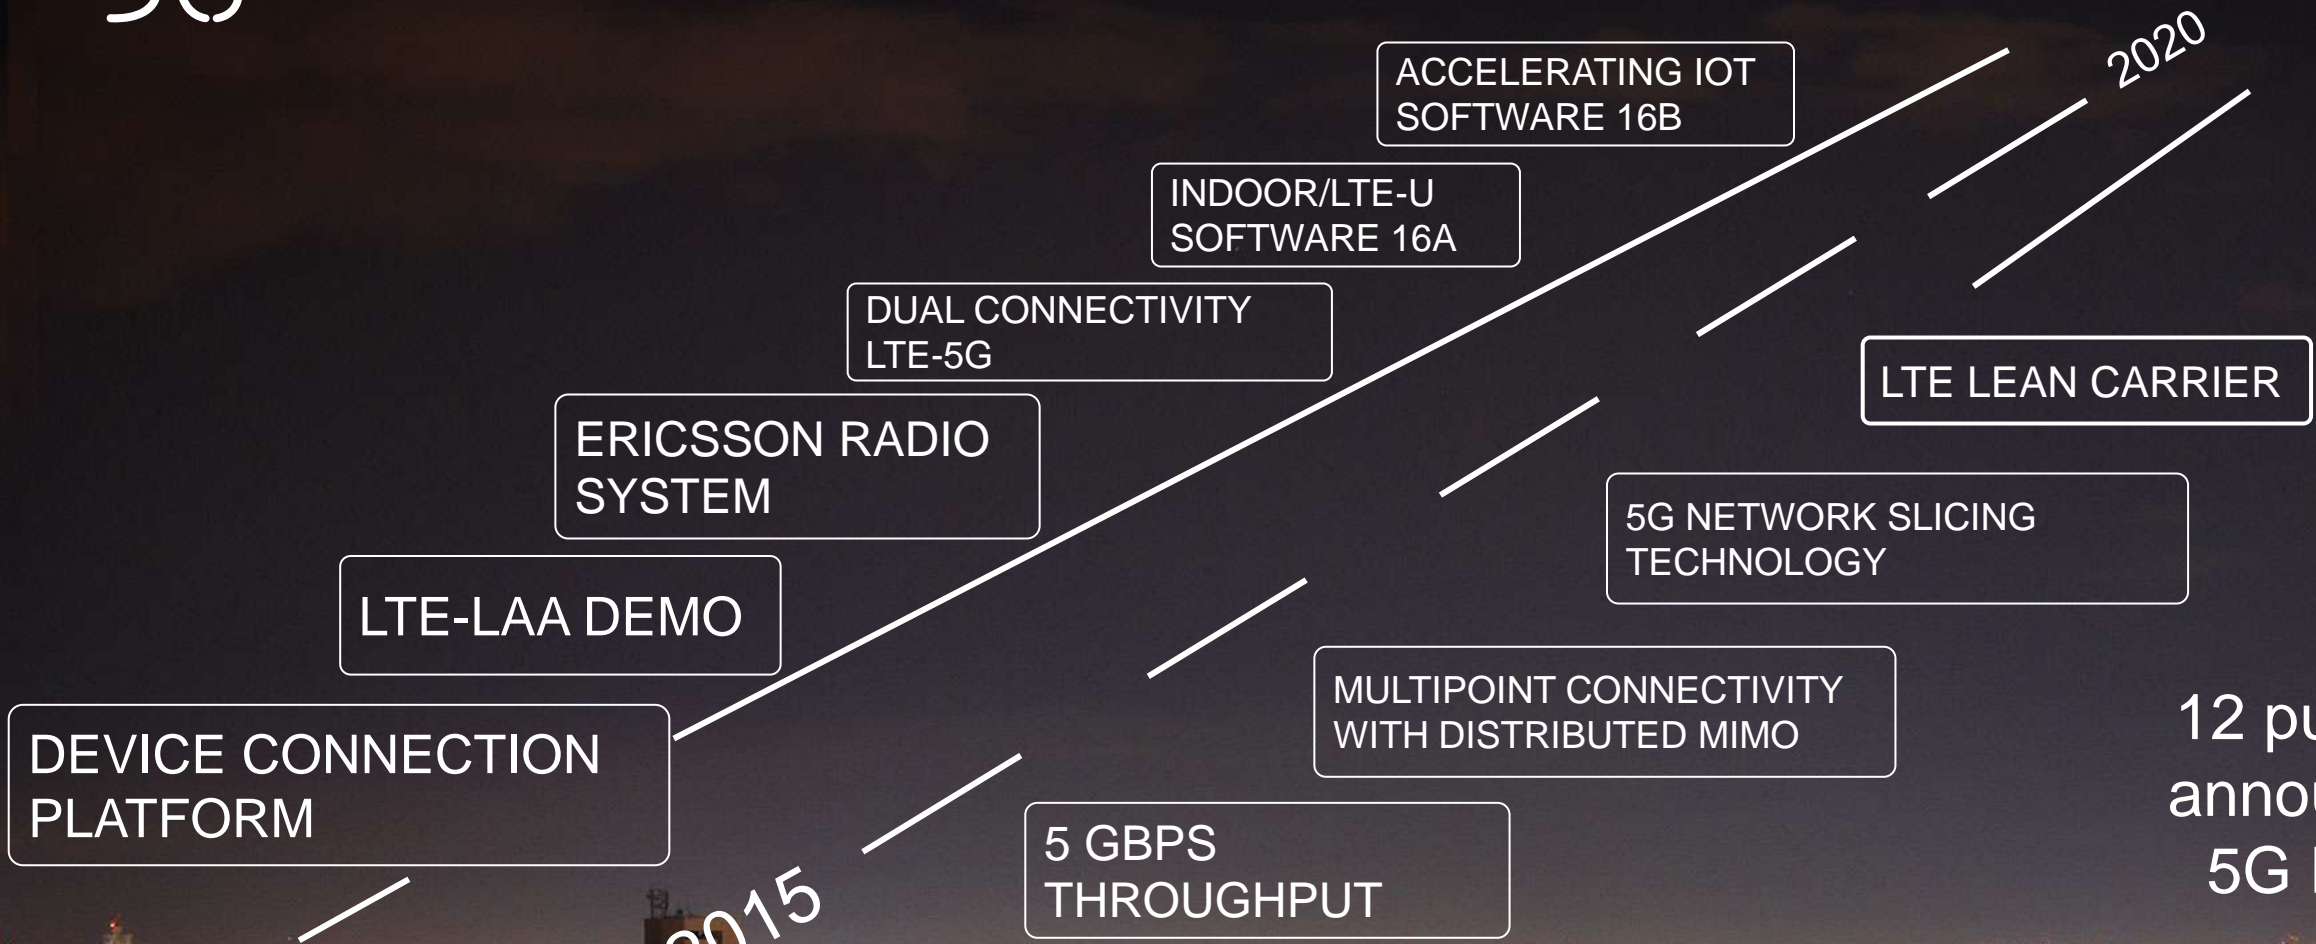 2020
ACCELERATING IOT
SOFTWARE 16B
INDOOR/LTE-U
SOFTWARE 16A
DUAL CONNECTIVITY
LTE-5G
LTE LEAN CARRIER
ERICSSON RADIO
SYSTEM
5G NETWORK SLICING
TECHNOLOGY
LTE-LAA DEMO
MULTIPOINT CONNECTIVITY
WITH DISTRIBUTED MIMO
DEVICE CONNECTION
PLATFORM
5 GBPS
THROUGHPUT
2015
12
5G